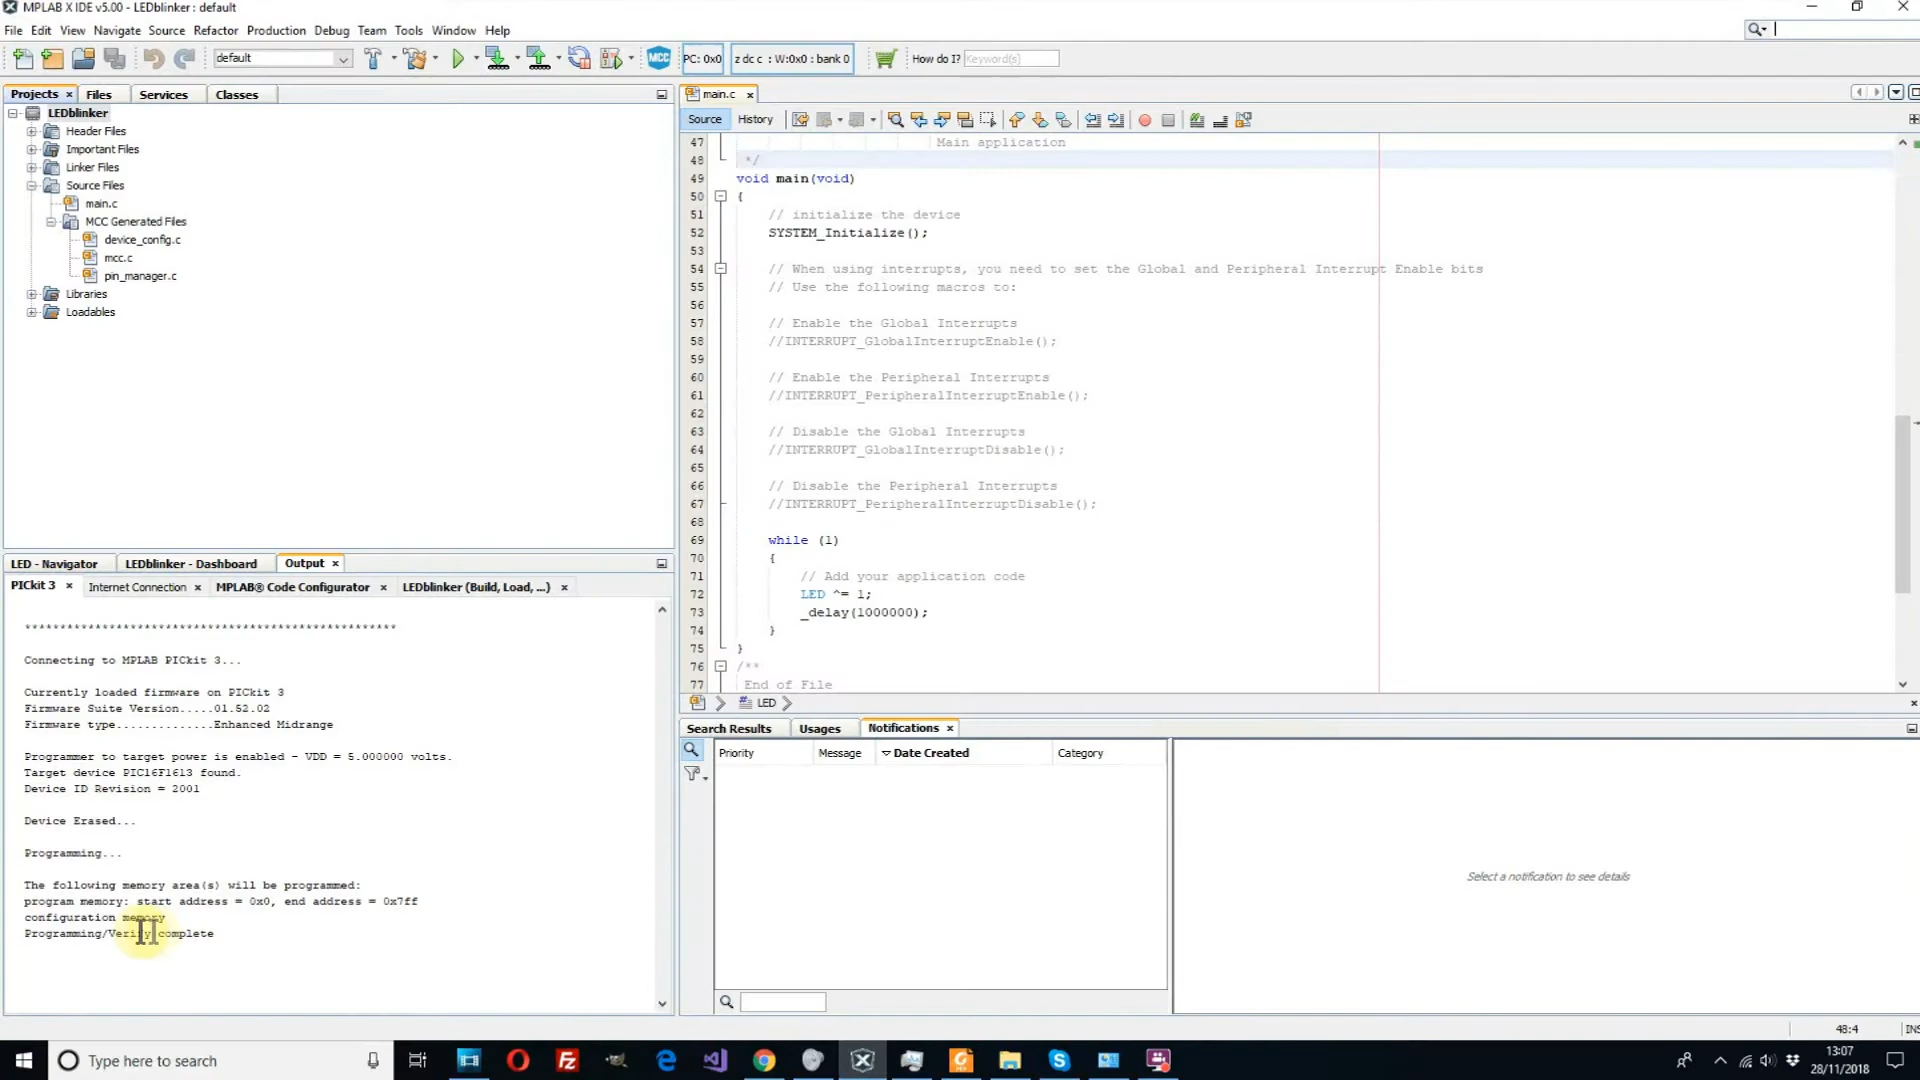 MPLAB X IDE v5.00 - LEDblinker : default
File Edit View Navigate Source Refactor Production Debug Team Tools Window Help
default
MCC
PC: 0x0
z dc c : W:0x0 : bank 0
How do I?
Keyword(s)
Projects Files Services Classes
LEDblinker
Header Files
Important Files
Linker Files
Source Files
main.c
MCC Generated Files
device_config.c
mcc.c
pin_manager.c
Libraries
Loadables
main.c
Source History
47 Main application
48 */
49 void main(void)
50 {
51 // initialize the device
52 SYSTEM_Initialize();
53
54 // When using interrupts, you need to set the Global and Peripheral Interrupt Enable bits
55 // Use the following macros to:
56
57 // Enable the Global Interrupts
58 //INTERRUPT_GlobalInterruptEnable();
59
60 // Enable the Peripheral Interrupts
61 //INTERRUPT_PeripheralInterruptEnable();
62
63 // Disable the Global Interrupts
64 //INTERRUPT_GlobalInterruptDisable();
65
66 // Disable the Peripheral Interrupts
67 //INTERRUPT_PeripheralInterruptDisable();
68
69 while (1)
70 {
71 // Add your application code
72 LED ^= 1;
73 _delay(1000000);
74 }
75 }
76 /**
77 End of File
LED
LED - Navigator LEDblinker - Dashboard Output
PICkit 3 Internet Connection MPLAB® Code Configurator LEDblinker (Build, Load, ...)
*****************************************************
Connecting to MPLAB PICkit 3...
Currently loaded firmware on PICkit 3
Firmware Suite Version.....01.52.02
Firmware type..............Enhanced Midrange
Programmer to target power is enabled - VDD = 5.000000 volts.
Target device PIC16F1613 found.
Device ID Revision = 2001
Device Erased...
Programming...
The following memory area(s) will be programmed:
program memory: start address = 0x0, end address = 0x7ff
configuration memory
Programming/Verify complete
Search Results Usages Notifications
Priority Message Date Created Category
Select a notification to see details
48:4 INS
Type here to search
13:07
28/11/2018